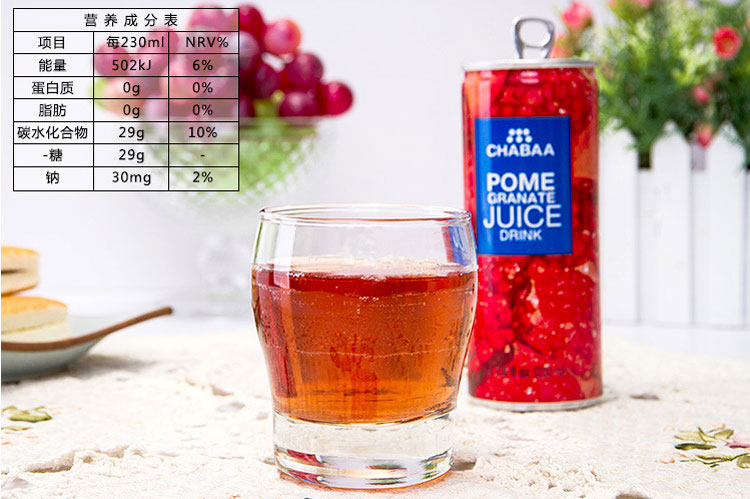 营养成分表
项目 每230ml NRV%
能量 502kJ 6%
蛋白质 0g 0%
脂肪 0g 0%
碳水化合物 29g 10%
-糖 29g -
钠 30mg 2%
CHABAA
POME
GRANATE
JUICE
DRINK